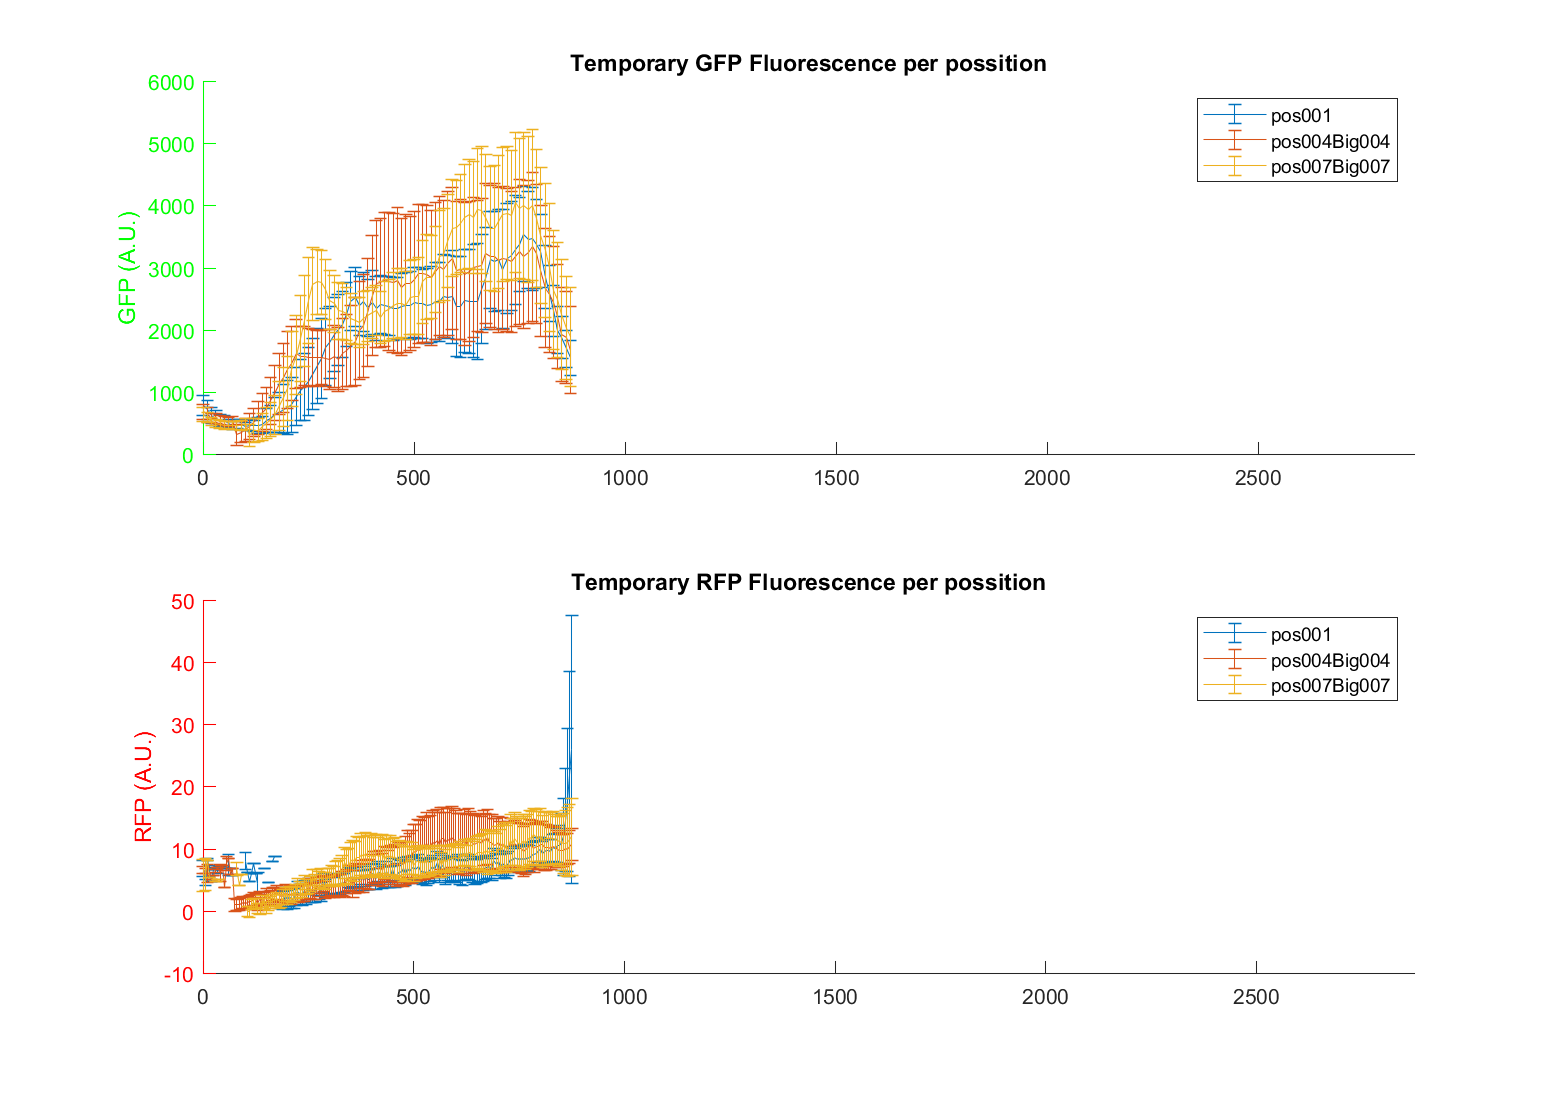 Temporary GFP Fluorescence per possition
6000
5000
4000
3000
2000
1000
0
GFP (A.U.)
0 500 1000 1500 2000 2500
pos001
pos004Big004
pos007Big007
Temporary RFP Fluorescence per possition
50
40
30
20
10
0
-10
RFP (A.U.)
0 500 1000 1500 2000 2500
pos001
pos004Big004
pos007Big007